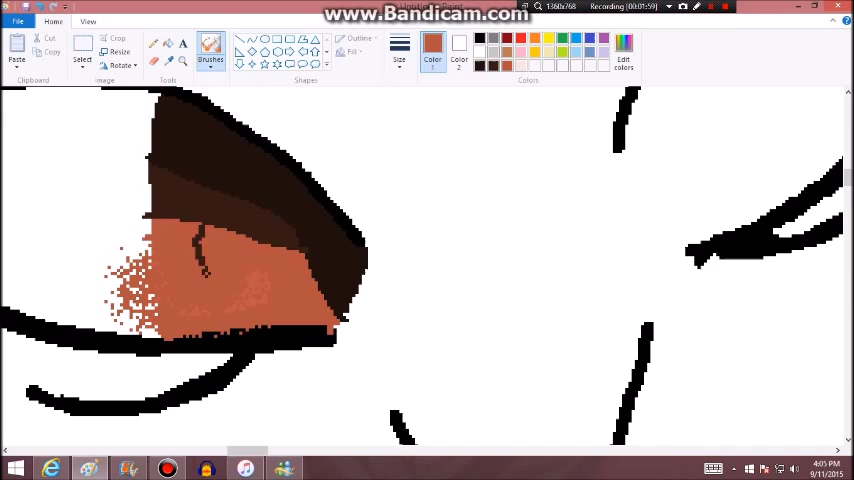 www.Bandicam.com
1360x768
Recording [00:01:59]
File
Home
View
Paste
Cut
Copy
Clipboard
Select
Crop
Resize
Rotate
Image
A
Tools
Brushes
Outline
Fill
Shapes
Size
Color
1
Color
2
Edit
colors
Colors
4:05 PM
9/11/2015